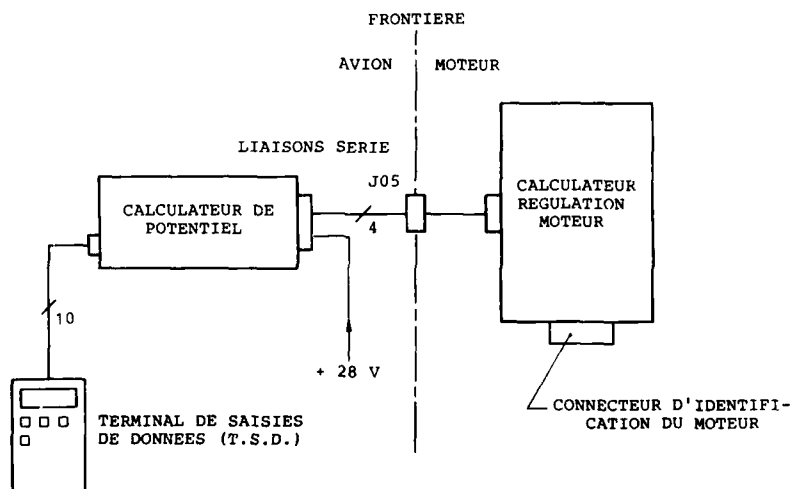 FRONTIERE
AVION MOTEUR
LIAISONS SERIE
J05
4
CALCULATEUR DE
POTENTIEL
CALCULATEUR
REGULATION
MOTEUR
10
+ 28 V
TERMINAL DE SAISIES
DE DONNEES (T.S.D.)
CONNECTEUR D'IDENTIFI-
CATION DU MOTEUR